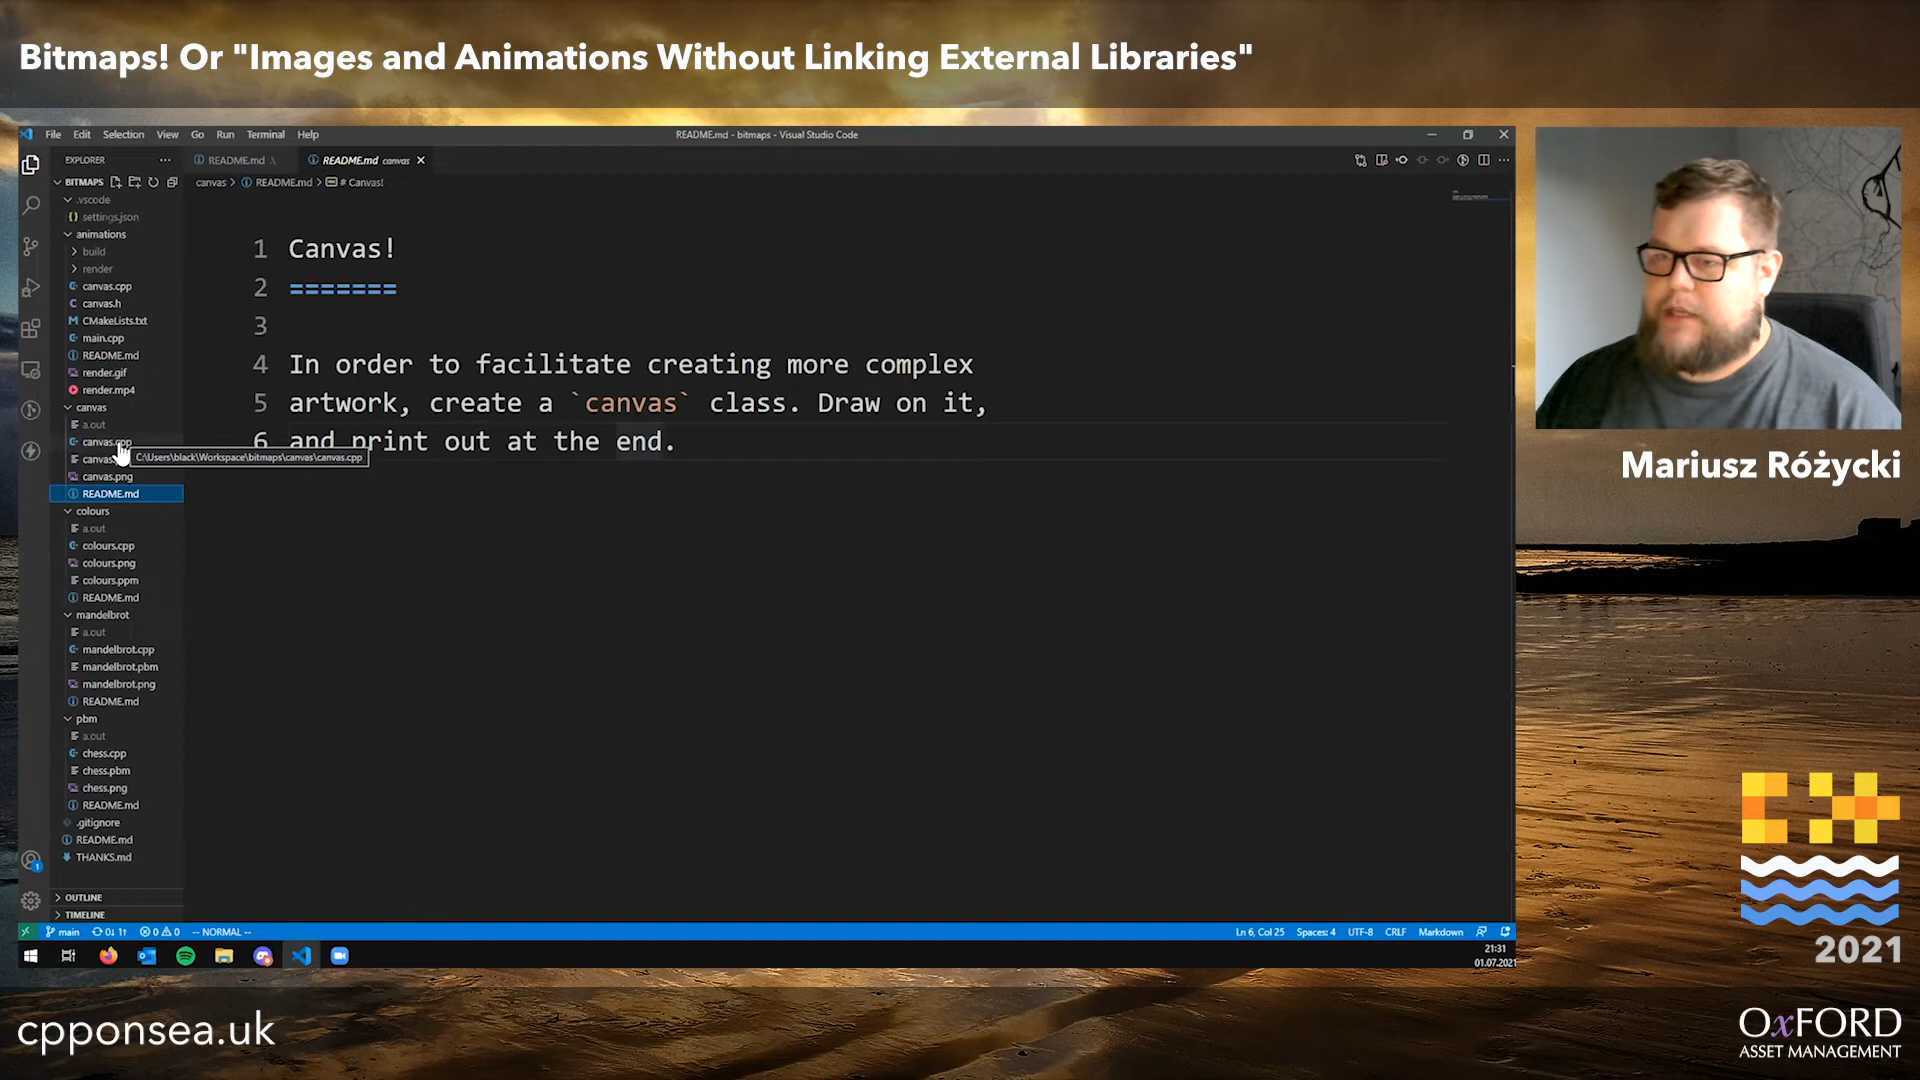 Bitmaps! Or "Images and Animations Without Linking External Libraries"
File Edit Selection View Go Run Terminal Help
README.md - bitmaps - Visual Studio Code
EXPLORER
README.md .\
README.md canvas
BITMAPS
canvas > README.md > # Canvas!
.vscode
settings.json
animations
build
render
canvas.cpp
canvas.h
CMakeLists.txt
main.cpp
README.md
render.gif
render.mp4
canvas
a.out
canvas.cpp
canvas.
canvas.png
README.md
colours
a.out
colours.cpp
colours.png
colours.ppm
README.md
mandelbrot
a.out
mandelbrot.cpp
mandelbrot.pbm
mandelbrot.png
README.md
pbm
a.out
chess.cpp
chess.pbm
chess.png
README.md
.gitignore
README.md
THANKS.md
OUTLINE
TIMELINE
1 Canvas!
2 =======
3
4 In order to facilitate creating more complex
5 artwork, create a `canvas` class. Draw on it,
6 and print out at the end.
C:\Users\black\Workspace\bitmaps\canvas\canvas.cpp
main 0↓ 1↑ 0 0 -- NORMAL --
Ln 6, Col 25 Spaces: 4 UTF-8 CRLF Markdown
21:31
01.07.2021
Mariusz Różycki
C++
2021
cpponsea.uk
OxFORD
ASSET MANAGEMENT